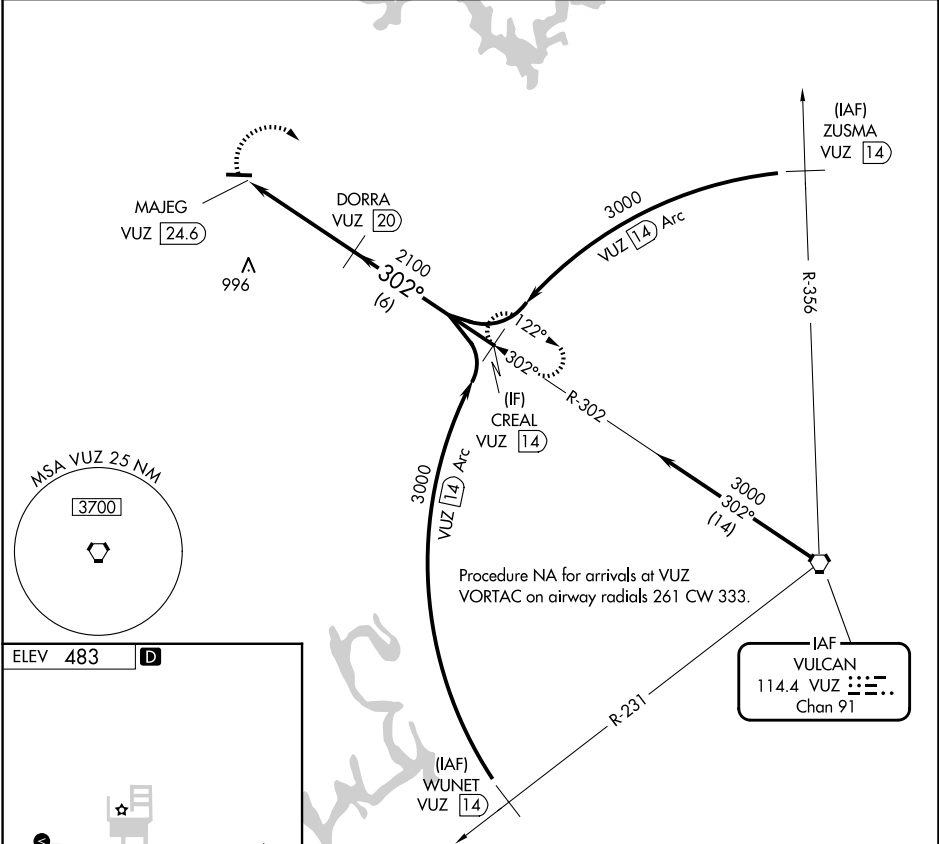 (IAF)
ZUSMA
VUZ 14
MAJEG
VUZ 24.6
DORRA
VUZ 20
3000
VUZ 14 Arc
996
2100
302°
(6)
R-356
122°
302°
(IF)
CREAL
VUZ 14
R-302
3000
VUZ 14 Arc
3000
302°
(14)
MSA VUZ 25 NM
3700
Procedure NA for arrivals at VUZ
VORTAC on airway radials 261 CW 333.
ELEV 483 D
IAF
VULCAN
114.4 VUZ
Chan 91
R-231
(IAF)
WUNET
VUZ 14